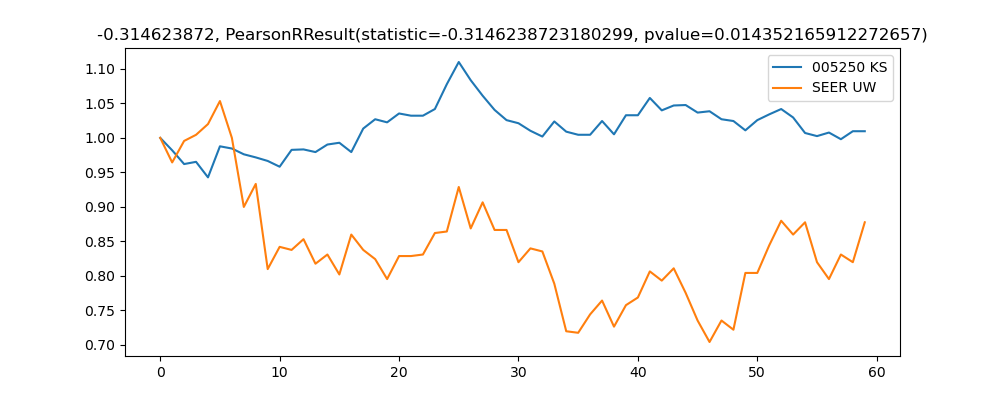 -0.314623872, PearsonRResult(statistic=-0.3146238723180299, pvalue=0.014352165912272657)
005250 KS
SEER UW
1.10
1.05
1.00
0.95
0.90
0.85
0.80
0.75
0.70
0 10 20 30 40 50 60